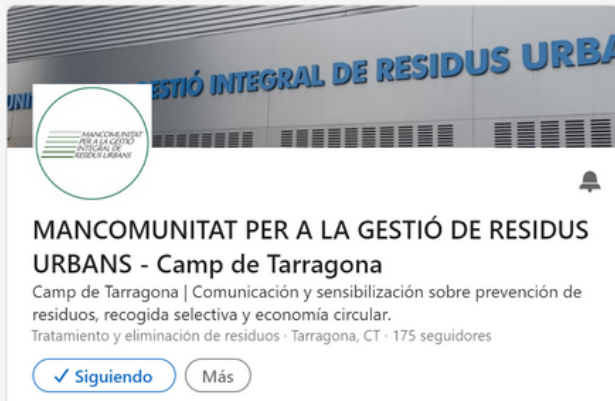 ESTIÓ INTEGRAL DE RESIDUS URBA
MANCOMUNITAT
PER A LA GESTIÓ
INTEGRAL DE
RESIDUS URBANS
MANCOMUNITAT PER A LA GESTIÓ DE RESIDUS
URBANS - Camp de Tarragona
Camp de Tarragona | Comunicación y sensibilización sobre prevención de
residuos, recogida selectiva y economía circular.
Tratamiento y eliminación de residuos · Tarragona, CT · 175 seguidores
✓ Siguiendo
Más